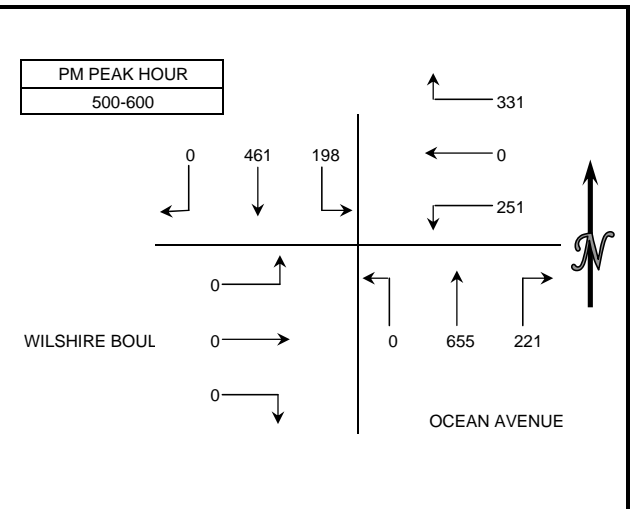 PM PEAK HOUR
500-600
331
0 461 198
0
251
0
N
WILSHIRE BOUL 0
0 655 221
0
OCEAN AVENUE